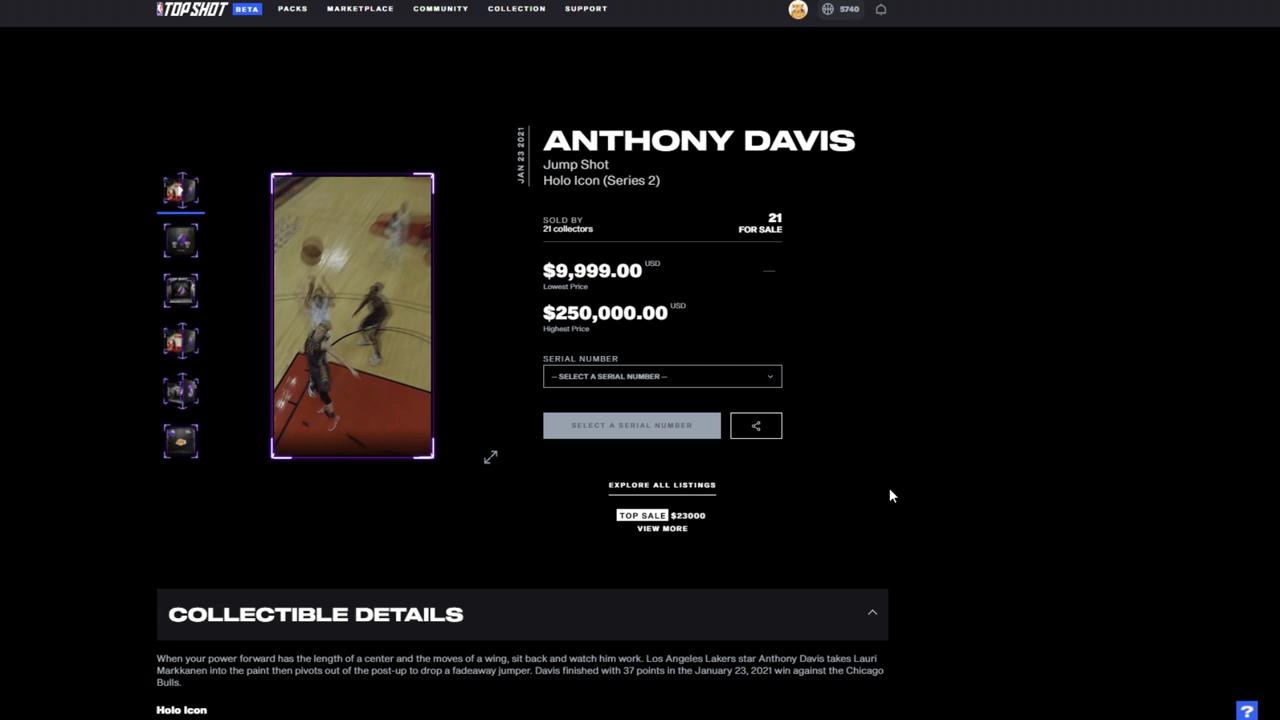 TOP SHOT BETA PACKS MARKETPLACE COMMUNITY COLLECTION SUPPORT 5740
JAN 23 2021
ANTHONY DAVIS
Jump Shot
Holo Icon (Series 2)
SOLD BY
21 collectors
21
FOR SALE
$9,999.00 USD
Lowest Price
$250,000.00 USD
Highest Price
SERIAL NUMBER
-- SELECT A SERIAL NUMBER --
SELECT A SERIAL NUMBER
EXPLORE ALL LISTINGS
TOP SALE $23000
VIEW MORE
COLLECTIBLE DETAILS
When your power forward has the length of a center and the moves of a wing, sit back and watch him work. Los Angeles Lakers star Anthony Davis takes Lauri
Markkanen into the paint then pivots out of the post-up to drop a fadeaway jumper. Davis finished with 37 points in the January 23, 2021 win against the Chicago
Bulls.
Holo Icon
?